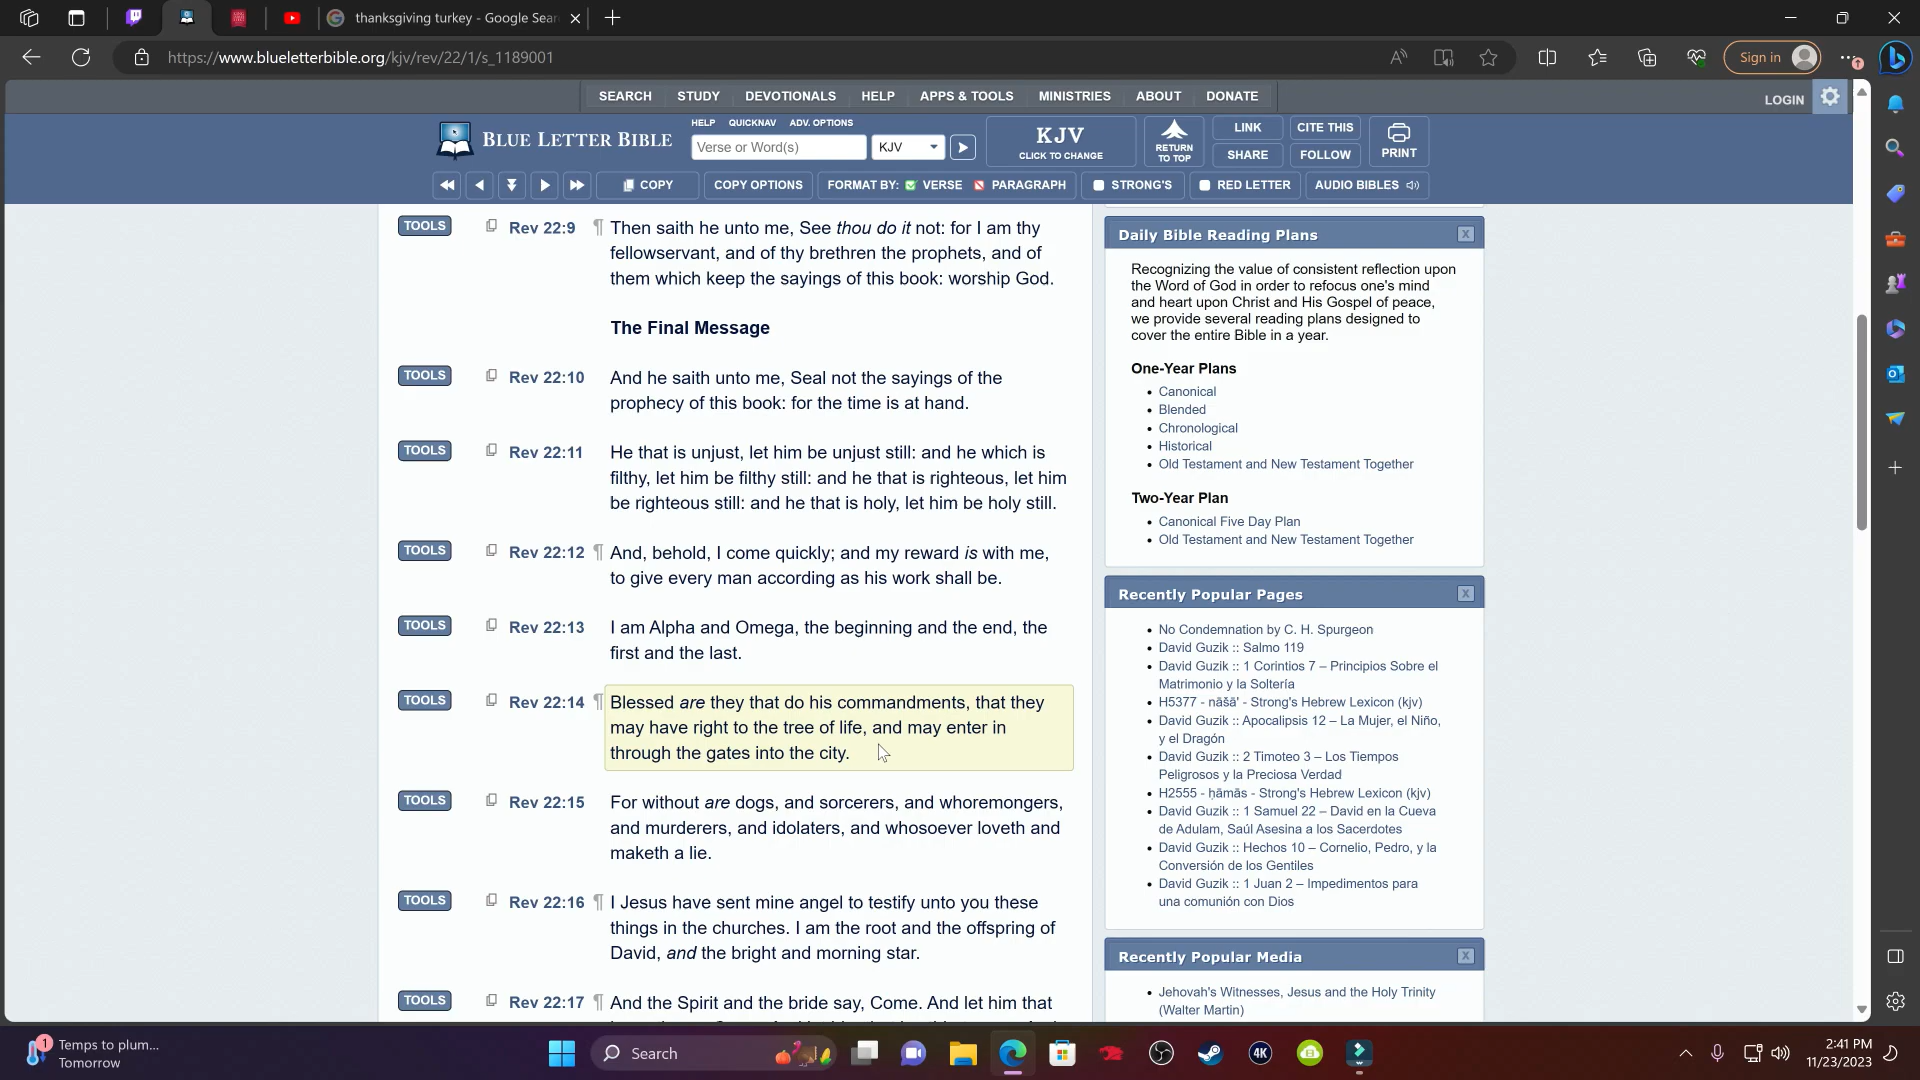 thanksgiving turkey - Google Sear
https://www.blueletterbible.org/kjv/rev/22/1/s_1189001
Sign in
SEARCH STUDY DEVOTIONALS HELP APPS & TOOLS MINISTRIES ABOUT DONATE
LOGIN
BLUE LETTER BIBLE
HELP QUICKNAV ADV. OPTIONS
Verse or Word(s)
KJV
KJV
CLICK TO CHANGE
RETURN
TO TOP
LINK
CITE THIS
SHARE
FOLLOW
PRINT
COPY
COPY OPTIONS
FORMAT BY: VERSE PARAGRAPH
STRONG'S
RED LETTER
AUDIO BIBLES
TOOLS Rev 22:9 ¶ Then saith he unto me, See thou do it not: for I am thy
fellowservant, and of thy brethren the prophets, and of
them which keep the sayings of this book: worship God.
The Final Message
TOOLS Rev 22:10 And he saith unto me, Seal not the sayings of the
prophecy of this book: for the time is at hand.
TOOLS Rev 22:11 He that is unjust, let him be unjust still: and he which is
filthy, let him be filthy still: and he that is righteous, let him
be righteous still: and he that is holy, let him be holy still.
TOOLS Rev 22:12 ¶ And, behold, I come quickly; and my reward is with me,
to give every man according as his work shall be.
TOOLS Rev 22:13 I am Alpha and Omega, the beginning and the end, the
first and the last.
TOOLS Rev 22:14 ¶ Blessed are they that do his commandments, that they
may have right to the tree of life, and may enter in
through the gates into the city.
TOOLS Rev 22:15 For without are dogs, and sorcerers, and whoremongers,
and murderers, and idolaters, and whosoever loveth and
maketh a lie.
TOOLS Rev 22:16 ¶ I Jesus have sent mine angel to testify unto you these
things in the churches. I am the root and the offspring of
David, and the bright and morning star.
TOOLS Rev 22:17 ¶ And the Spirit and the bride say, Come. And let him that
Daily Bible Reading Plans X
Recognizing the value of consistent reflection upon
the Word of God in order to refocus one's mind
and heart upon Christ and His Gospel of peace,
we provide several reading plans designed to
cover the entire Bible in a year.
One-Year Plans
• Canonical
• Blended
• Chronological
• Historical
• Old Testament and New Testament Together
Two-Year Plan
• Canonical Five Day Plan
• Old Testament and New Testament Together
Recently Popular Pages X
• No Condemnation by C. H. Spurgeon
• David Guzik :: Salmo 119
• David Guzik :: 1 Corintios 7 – Principios Sobre el
Matrimonio y la Soltería
• H5377 - nāšā' - Strong's Hebrew Lexicon (kjv)
• David Guzik :: Apocalipsis 12 – La Mujer, el Niño,
y el Dragón
• David Guzik :: 2 Timoteo 3 – Los Tiempos
Peligrosos y la Preciosa Verdad
• H2555 - ḥāmās - Strong's Hebrew Lexicon (kjv)
• David Guzik :: 1 Samuel 22 – David en la Cueva
de Adulam, Saúl Asesina a los Sacerdotes
• David Guzik :: Hechos 10 – Cornelio, Pedro, y la
Conversión de los Gentiles
• David Guzik :: 1 Juan 2 – Impedimentos para
una comunión con Dios
Recently Popular Media X
• Jehovah's Witnesses, Jesus and the Holy Trinity
(Walter Martin)
1
Temps to plum...
Tomorrow
Search
4K
2:41 PM
11/23/2023